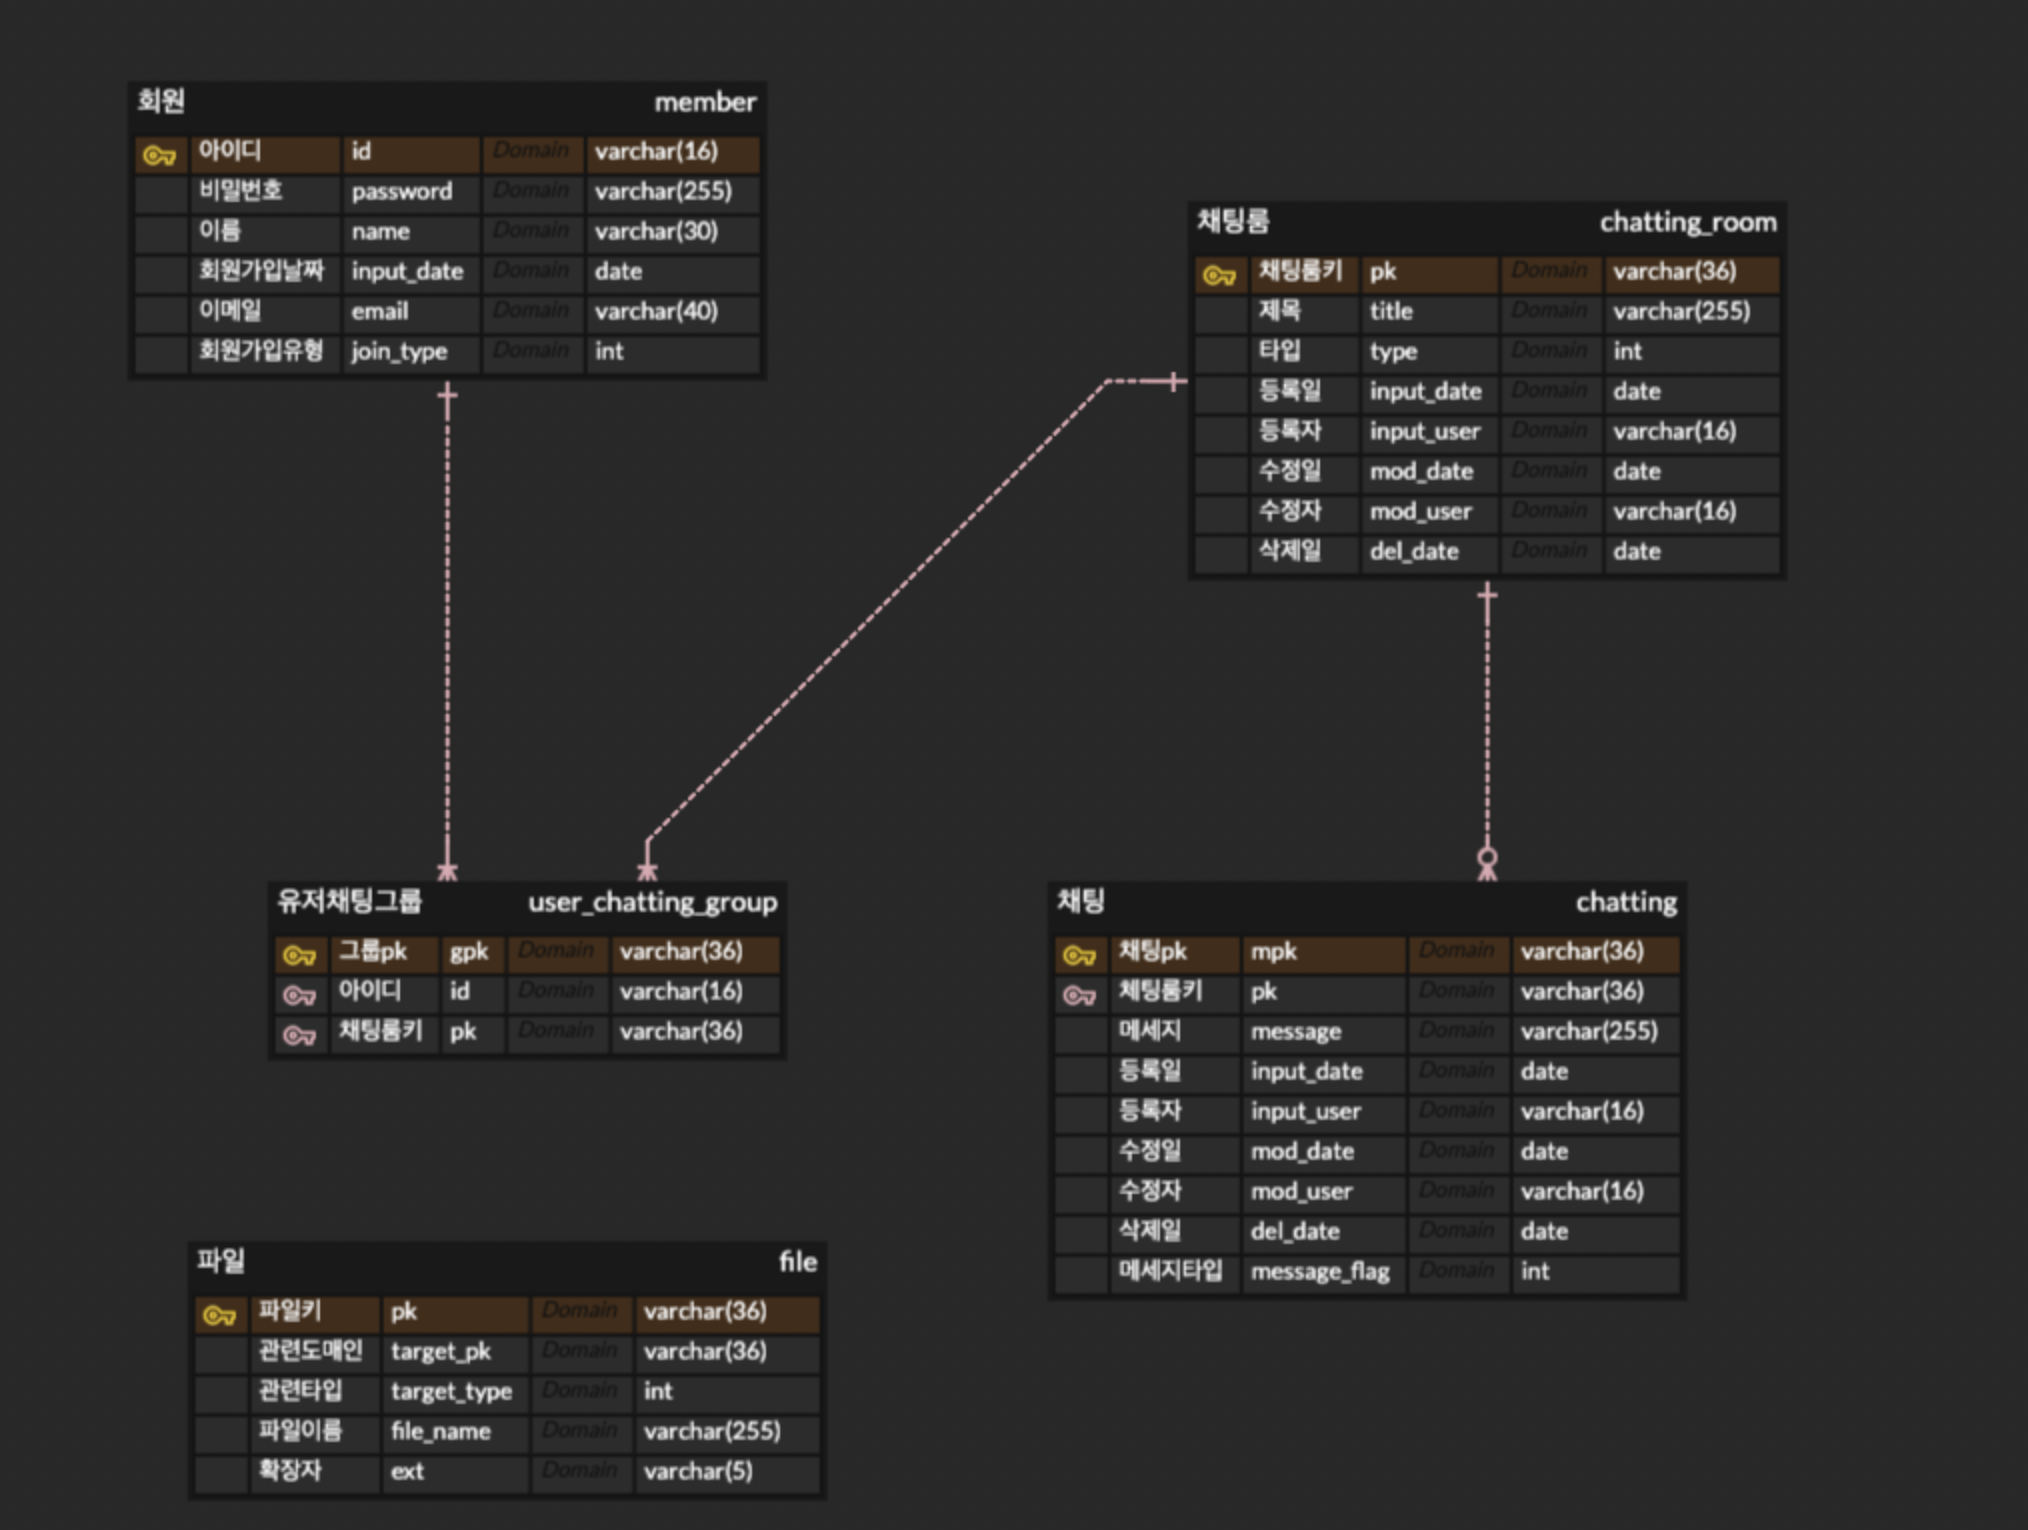 회원 member
아이디 id Domain varchar(16)
비밀번호 password Domain varchar(255)
이름 name Domain varchar(30)
회원가입날짜 input_date Domain date
이메일 email Domain varchar(40)
회원가입유형 join_type Domain int
채팅룸 chatting_room
채팅룸키 pk Domain varchar(36)
제목 title Domain varchar(255)
타입 type Domain int
등록일 input_date Domain date
등록자 input_user Domain varchar(16)
수정일 mod_date Domain date
수정자 mod_user Domain varchar(16)
삭제일 del_date Domain date
유저채팅그룹 user_chatting_group
그룹pk gpk Domain varchar(36)
아이디 id Domain varchar(16)
채팅룸키 pk Domain varchar(36)
채팅 chatting
채팅pk mpk Domain varchar(36)
체팅룸키 pk Domain varchar(36)
메세지 message Domain varchar(255)
등록일 input_date Domain date
등록자 input_user Domain varchar(16)
수정일 mod_date Domain date
수정자 mod_user Domain varchar(16)
삭제일 del_date Domain date
메세지타입 message_flag Domain int
파일 file
파일키 pk Domain varchar(36)
관련도매인 target_pk Domain varchar(36)
관련타입 target_type Domain int
파일이름 file_name Domain varchar(255)
확장자 ext Domain varchar(5)